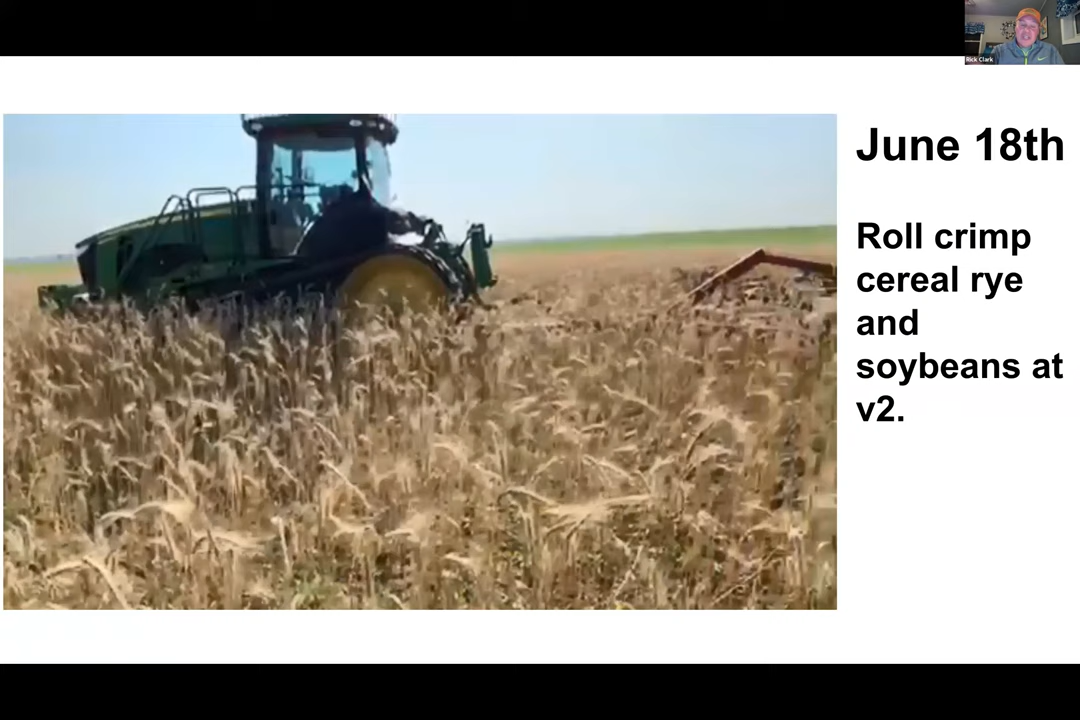 Rick Clark
June 18th
Roll crimp
cereal rye
and
soybeans at
v2.